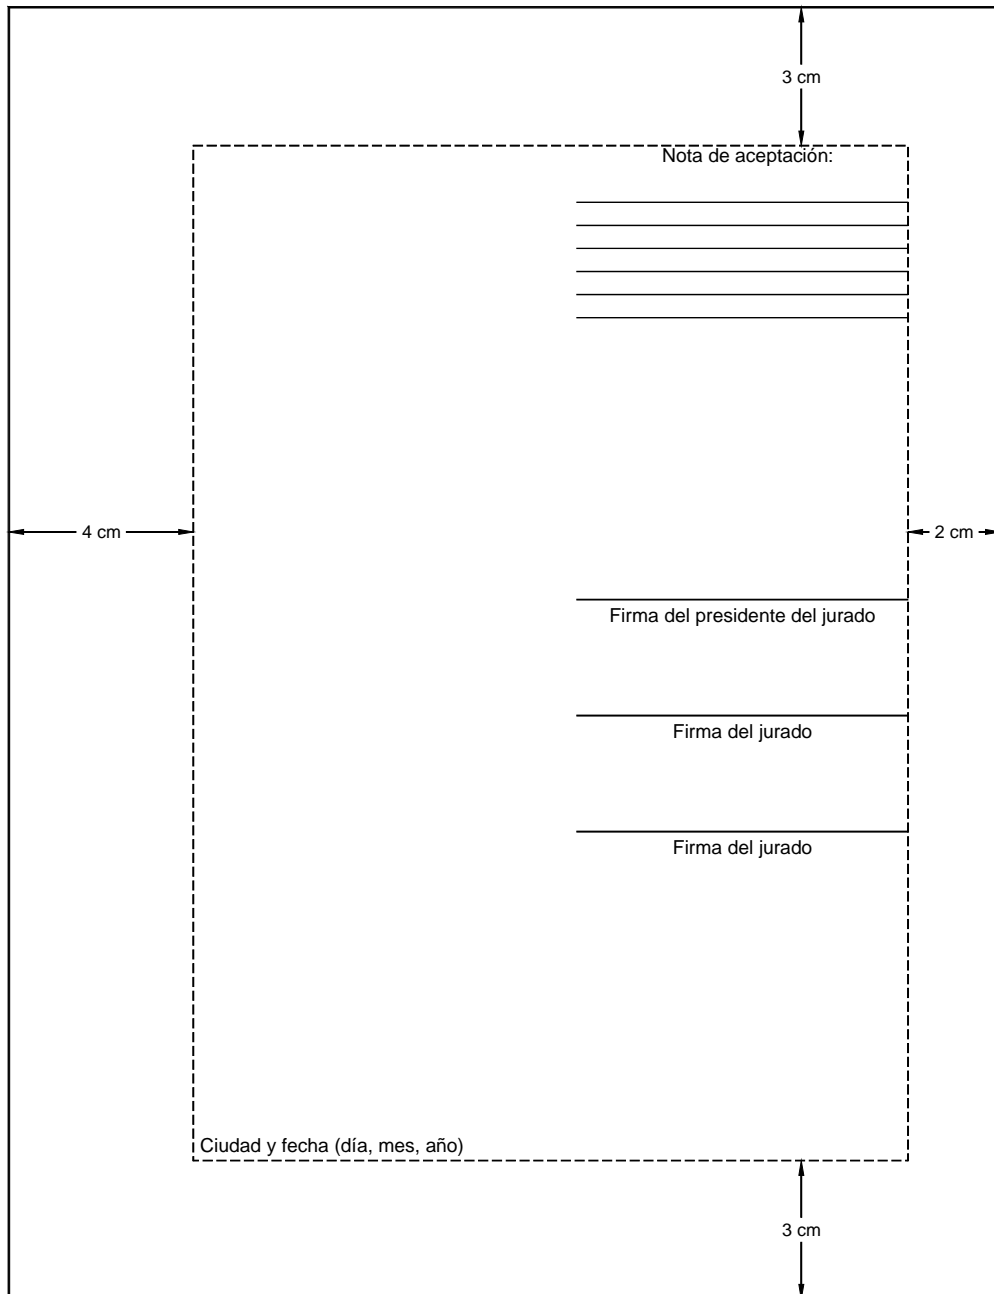 3 cm
Nota de aceptación:
4 cm
2 cm
Firma del presidente del jurado
Firma del jurado
Firma del jurado
Ciudad y fecha (día, mes, año)
3 cm